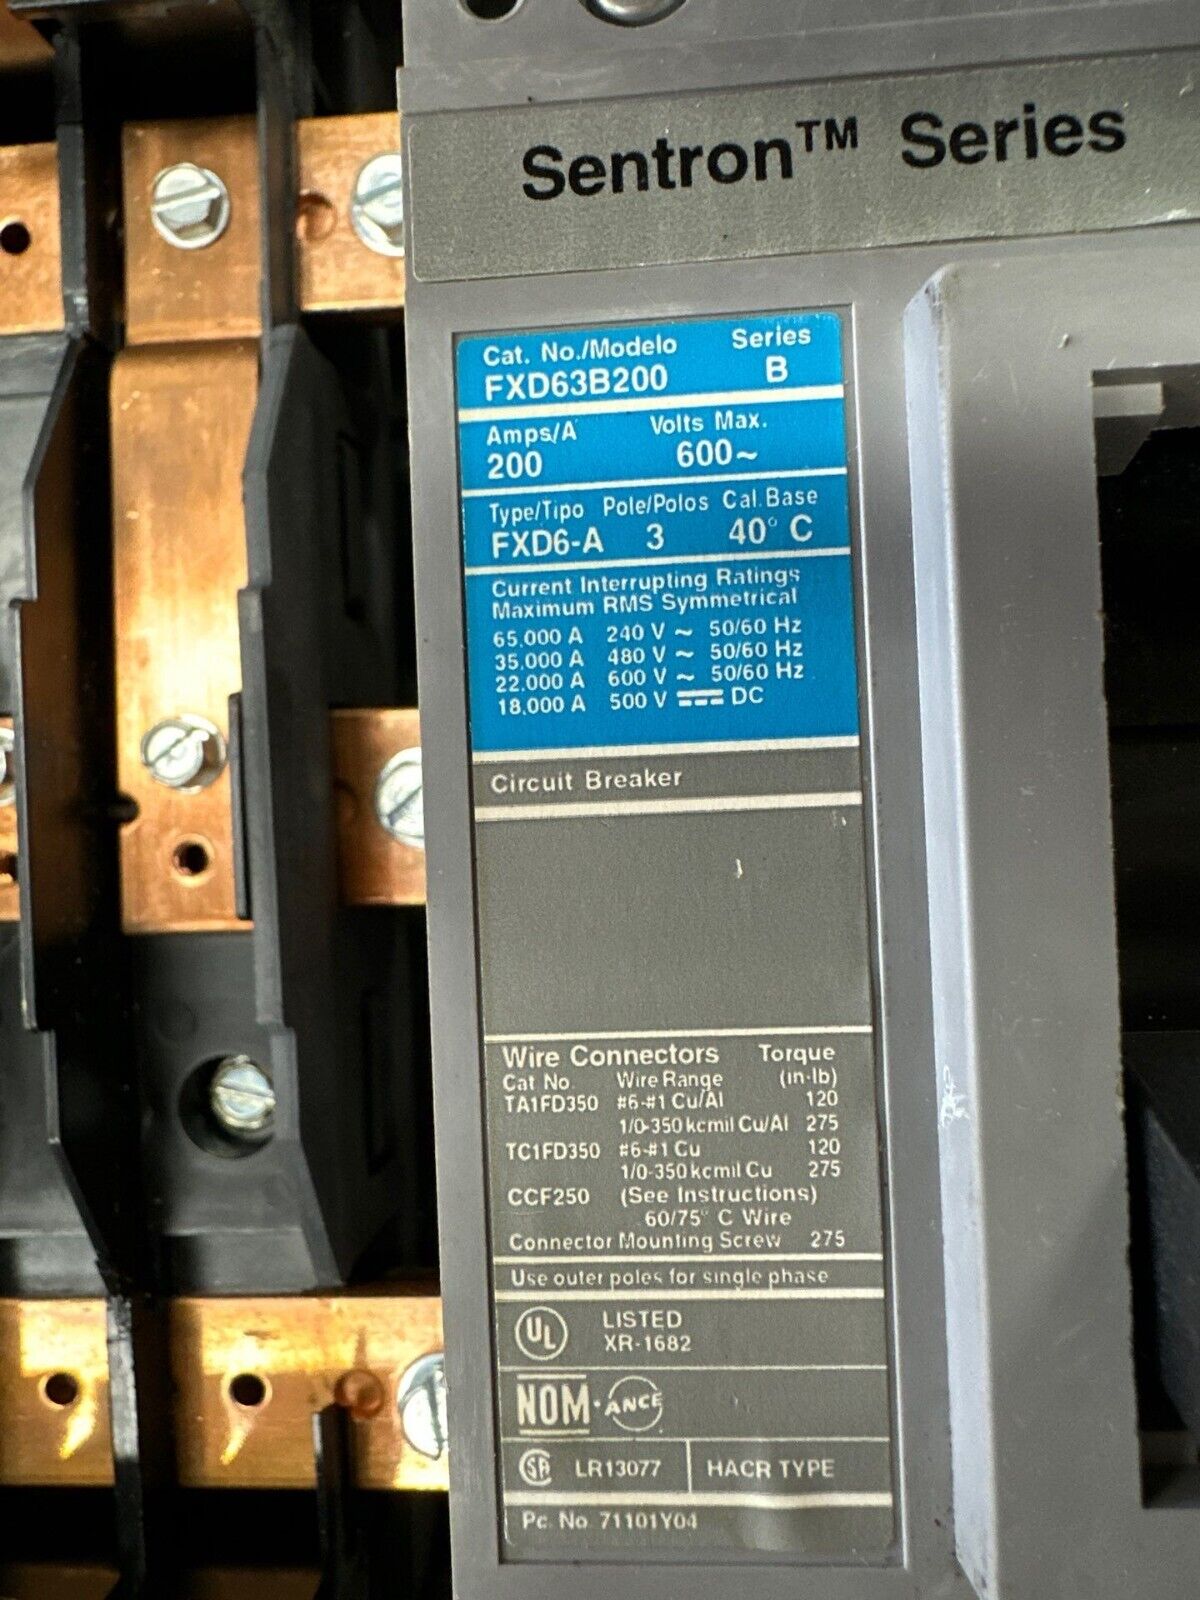 Sentron™ Series
Cat. No./Modelo Series
FXD63B200 B
Amps/A Volts Max.
200 600~
Type/Tipo Pole/Polos Cal. Base
FXD6-A 3 40° C
Current Interrupting Ratings
Maximum RMS Symmetrical
65,000 A 240 V ~ 50/60 Hz
35,000 A 480 V ~ 50/60 Hz
22,000 A 600 V ~ 50/60 Hz
18,000 A 500 V ⎓ DC
Circuit Breaker
Wire Connectors Torque
Cat No. Wire Range (in-lb)
TA1FD350 #6-#1 Cu/Al 120
1/0-350 kcmil Cu/Al 275
TC1FD350 #6-#1 Cu 120
1/0-350 kcmil Cu 275
CCF250 (See Instructions)
60/75° C Wire
Connector Mounting Screw 275
Use outer poles for single phase
UL LISTED
XR-1682
NOM·ANCE
SA LR13077 HACR TYPE
Pc. No. 71101Y04